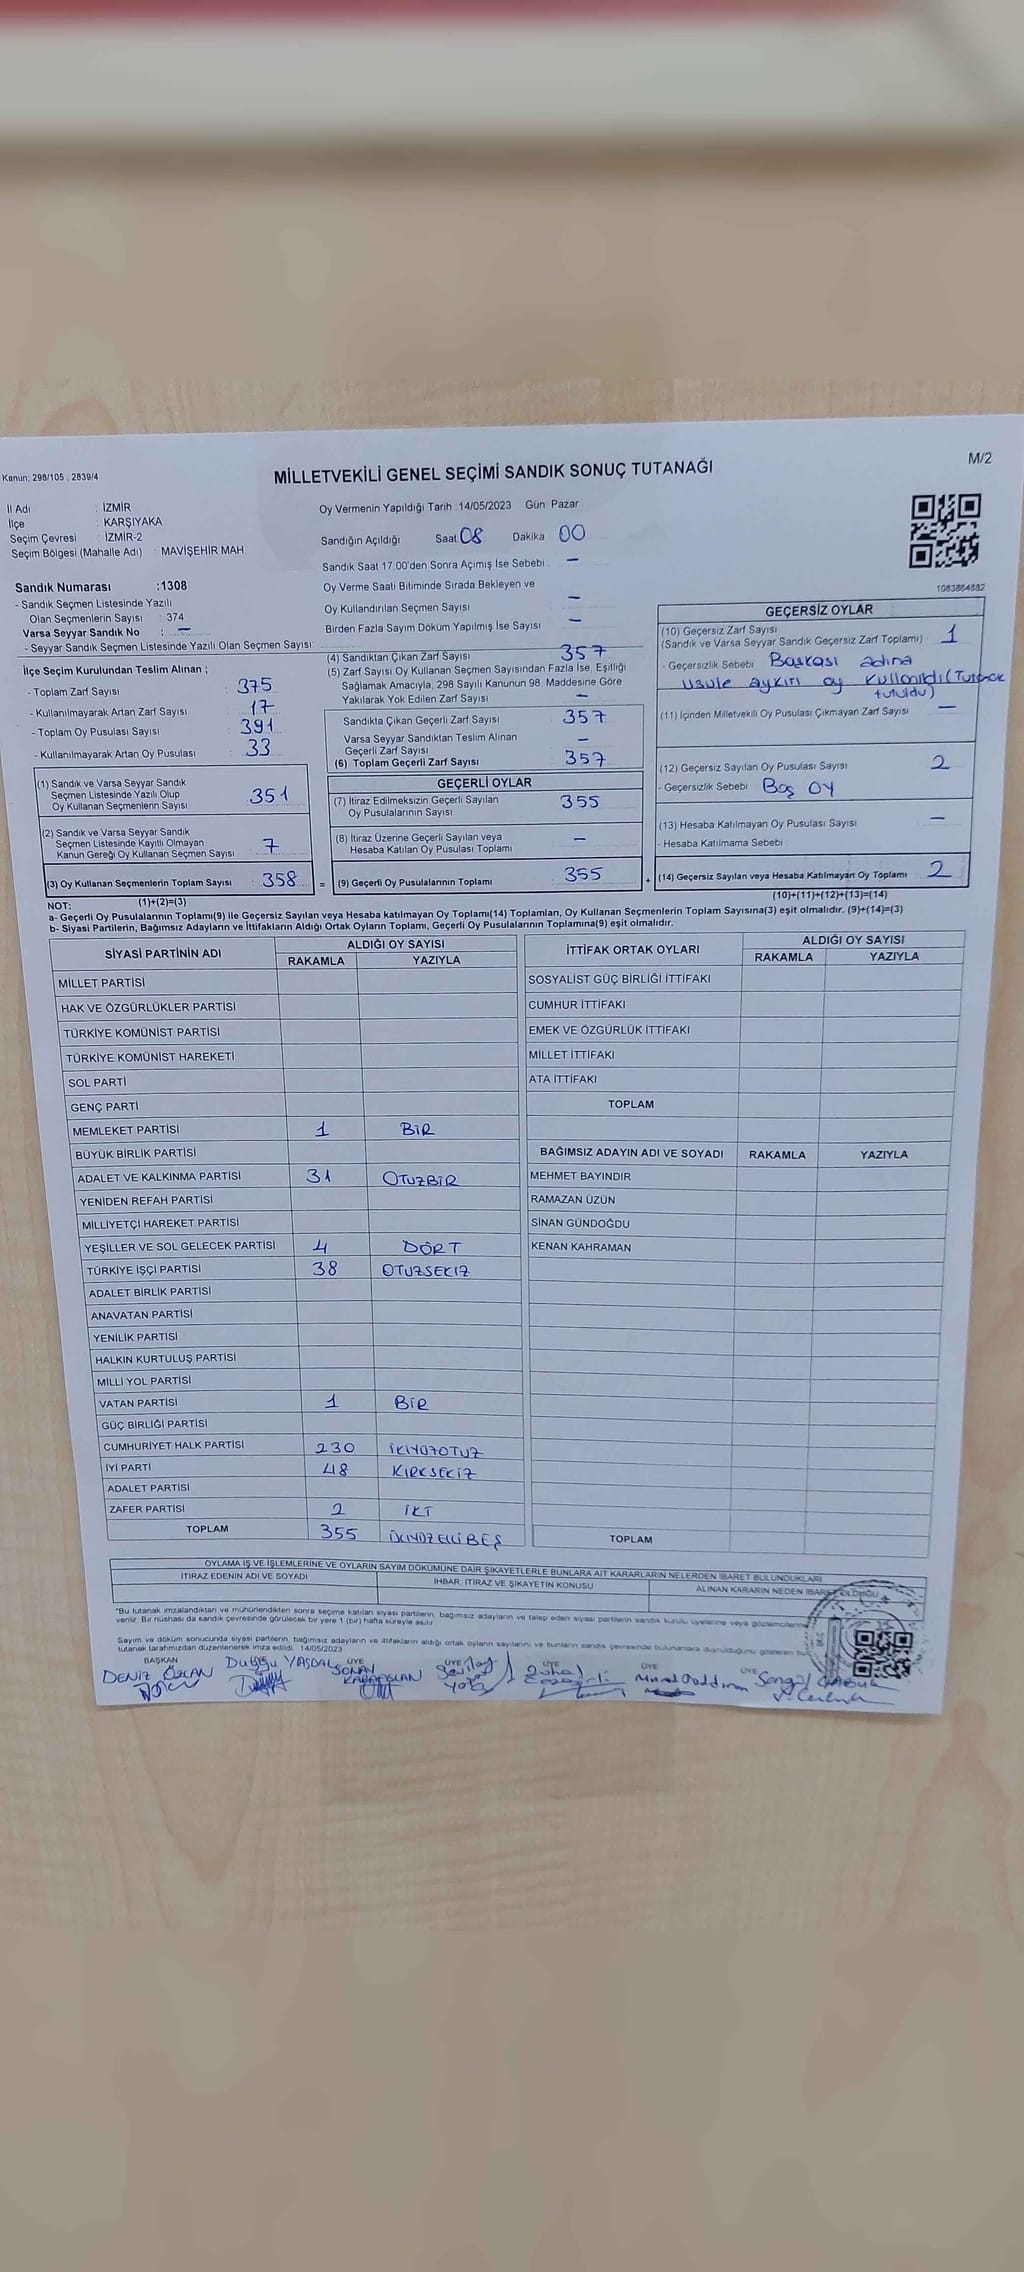 Kanun; 298/105 , 2839/4
MİLLETVEKİLİ GENEL SEÇİMİ SANDIK SONUÇ TUTANAĞI
M/2
İl Adı : İZMİR
İlçe : KARŞIYAKA
Seçim Çevresi : İZMİR-2
Seçim Bölgesi (Mahalle Adı) : MAVİŞEHİR MAH
Sandık Numarası :1308
- Sandık Seçmen Listesinde Yazılı
Olan Seçmenlerin Sayısı : 374
Varsa Seyyar Sandık No : —
- Seyyar Sandık Seçmen Listesinde Yazılı Olan Seçmen Sayısı:
İlçe Seçim Kurulundan Teslim Alınan ;
- Toplam Zarf Sayısı : 375
- Kullanılmayarak Artan Zarf Sayısı : 17
- Toplam Oy Pusulası Sayısı : 391
- Kullanılmayarak Artan Oy Pusulası : 33
(1) Sandık ve Varsa Seyyar Sandık
Seçmen Listesinde Yazılı Olup
Oy Kullanan Seçmenlerin Sayısı : 351
(2) Sandık ve Varsa Seyyar Sandık
Seçmen Listesinde Kayıtlı Olmayan
Kanun Gereği Oy Kullanan Seçmen Sayısı : 7
(3) Oy Kullanan Seçmenlerin Toplam Sayısı : 358
(1)+(2)=(3)
Oy Vermenin Yapıldığı Tarih :14/05/2023 Gün Pazar
Sandığın Açıldığı Saat 08 Dakika 00
Sandık Saat 17.00'den Sonra Açımış İse Sebebi : —
Oy Verme Saati Bitiminde Sırada Bekleyen ve
Oy Kullandırılan Seçmen Sayısı —
Birden Fazla Sayım Döküm Yapılmış İse Sayısı —
(4) Sandıktan Çıkan Zarf Sayısı 357
(5) Zarf Sayısı Oy Kullanan Seçmen Sayısından Fazla İse, Eşitliği
Sağlamak Amacıyla, 298 Sayılı Kanunun 98. Maddesine Göre
Yakılarak Yok Edilen Zarf Sayısı —
Sandıkta Çıkan Geçerli Zarf Sayısı 357
Varsa Seyyar Sandıktan Teslim Alınan
Geçerli Zarf Sayısı —
(6) Toplam Geçerli Zarf Sayısı : 357
GEÇERLİ OYLAR
(7) İtiraz Edilmeksizin Geçerli Sayılan
Oy Pusulalarının Sayısı : 355
(8) İtiraz Üzerine Geçerli Sayılan veya
Hesaba Katılan Oy Pusulası Toplamı : —
= (9) Geçerli Oy Pusulalarının Toplamı : 355
1083864882
GEÇERSİZ OYLAR
(10) Geçersiz Zarf Sayısı
(Sandık ve Varsa Seyyar Sandık Geçersiz Zarf Toplamı) : 1
- Geçersizlik Sebebi Başkası adına
usule aykırı oy kullanıldı (Tutanak
tutuldu)
(11) İçinden Milletvekili Oy Pusulası Çıkmayan Zarf Sayısı —
(12) Geçersiz Sayılan Oy Pusulası Sayısı 2
- Geçersizlik Sebebi Boş oy
(13) Hesaba Katılmayan Oy Pusulası Sayısı —
- Hesaba Katılmama Sebebi
+ (14) Geçersiz Sayılan veya Hesaba Katılmayan Oy Toplamı 2
(10)+(11)+(12)+(13)=(14)
NOT:
a- Geçerli Oy Pusulalarının Toplamı(9) ile Geçersiz Sayılan veya Hesaba katılmayan Oy Toplamı(14) Toplamları, Oy Kullanan Seçmenlerin Toplam Sayısına(3) eşit olmalıdır. (9)+(14)=(3)
b- Siyasi Partilerin, Bağımsız Adayların ve İttifakların Aldığı Ortak Oyların Toplamı, Geçerli Oy Pusulalarının Toplamına(9) eşit olmalıdır.
SİYASİ PARTİNİN ADI ALDIĞI OY SAYISI
RAKAMLA YAZIYLA
MİLLET PARTİSİ
HAK VE ÖZGÜRLÜKLER PARTİSİ
TÜRKİYE KOMÜNİST PARTİSİ
TÜRKİYE KOMÜNİST HAREKETİ
SOL PARTİ
GENÇ PARTİ
MEMLEKET PARTİSİ 1 BİR
BÜYÜK BİRLİK PARTİSİ
ADALET VE KALKINMA PARTİSİ 31 OTUZBİR
YENİDEN REFAH PARTİSİ
MİLLİYETÇİ HAREKET PARTİSİ
YEŞİLLER VE SOL GELECEK PARTİSİ 4 DÖRT
TÜRKİYE İŞÇİ PARTİSİ 38 OTUZSEKİZ
ADALET BİRLİK PARTİSİ
ANAVATAN PARTİSİ
YENİLİK PARTİSİ
HALKIN KURTULUŞ PARTİSİ
MİLLİ YOL PARTİSİ
VATAN PARTİSİ 1 BİR
GÜÇ BİRLİĞİ PARTİSİ
CUMHURİYET HALK PARTİSİ 230 İKİYÜZOTUZ
İYİ PARTİ 48 KIRKSEKİZ
ADALET PARTİSİ
ZAFER PARTİSİ 2 İKİ
TOPLAM 355 ÜÇYÜZELLİBEŞ
İTTİFAK ORTAK OYLARI ALDIĞI OY SAYISI
RAKAMLA YAZIYLA
SOSYALİST GÜÇ BİRLİĞİ İTTİFAKI
CUMHUR İTTİFAKI
EMEK VE ÖZGÜRLÜK İTTİFAKI
MİLLET İTTİFAKI
ATA İTTİFAKI
TOPLAM
BAĞIMSIZ ADAYIN ADI VE SOYADI RAKAMLA YAZIYLA
MEHMET BAYINDIR
RAMAZAN ÜZÜN
SİNAN GÜNDOĞDU
KENAN KAHRAMAN
TOPLAM
OYLAMA İŞ VE İŞLEMLERİNE VE OYLARIN SAYIM DÖKÜMÜNE DAİR ŞİKAYETLERLE BUNLARA AİT KARARLARIN NELERDEN İBARET BULUNDUKLARI
İTİRAZ EDENİN ADI VE SOYADI İHBAR, İTİRAZ VE ŞİKAYETİN KONUSU ALINAN KARARIN NEDEN İBARET OLDUĞU
*Bu tutanak imzalandıktan ve mühürlendikten sonra seçime katılan siyasi partilerin, bağımsız adayların ve talep eden siyasi partilerin sandık kurulu üyelerine veya gözlemcilerine
verilir. Bir nüshası da sandık çevresinde görülecek bir yere 1 (bir) hafta süreyle asılır
Sayım ve döküm sonucunda siyasi partilerin, bağımsız adayların ve ittifakların aldığı ortak oyların sayılarını ve bunların sandık çevresinde bulunanlara duyurulduğunu gösteren bu
tutanak tarafımızdan düzenlenerek imza edildi. 14/05/2023
BAŞKAN ÜYE ÜYE ÜYE ÜYE ÜYE
DENİZ ÖZCAN Duygu YAŞDAL SONAY KARAASLAN Sevilay Zuhal Şengül